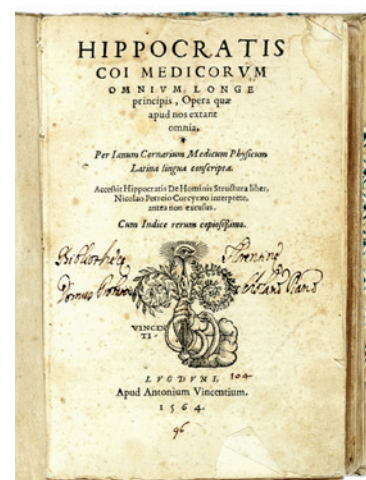 HIPPOCRATIS
COI MEDICORVM
OMNIVM LONGE
principis, Opera quæ
apud nos extant
omnia.
Per Ianum Cornarium Medicum Physicum
Latina lingua conscripta.
Accessit Hippocratis De Hominis Structura liber,
Nicolao Petreio Corcyræo interprete,
antea non excusus.
Cum Indice rerum copiosissimo.
VINCEN
TI.
LVGDVNI, 104
Apud Antonium Vincentium.
1564.
96